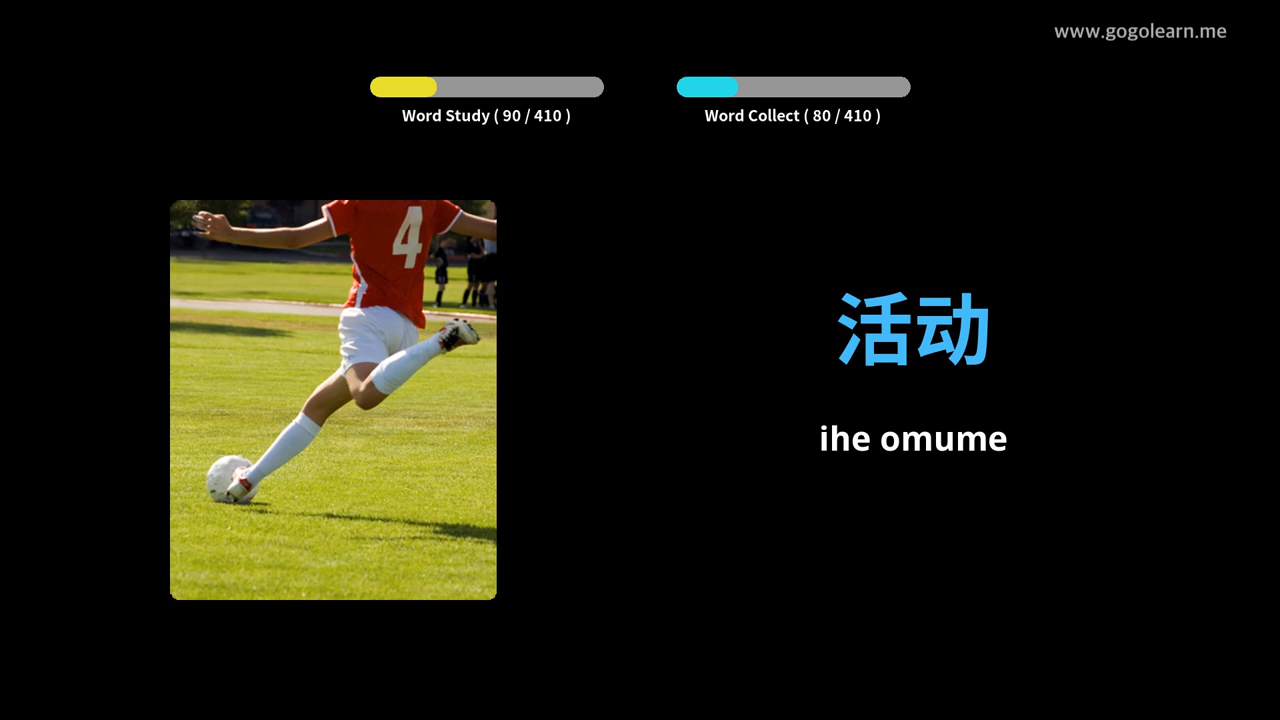 www.gogolearn.me
Word Study ( 90 / 410 )
Word Collect ( 80 / 410 )
4
活动
ihe omume